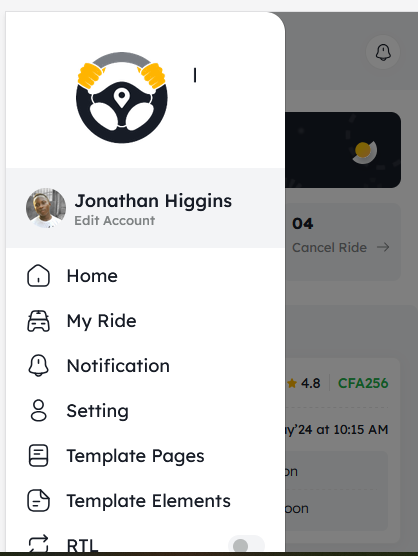 Jonathan Higgins
Edit Account
Home
My Ride
Notification
Setting
Template Pages
Template Elements
RTL
04
Cancel Ride
4.8 CFA256
ay'24 at 10:15 AM
on
oon